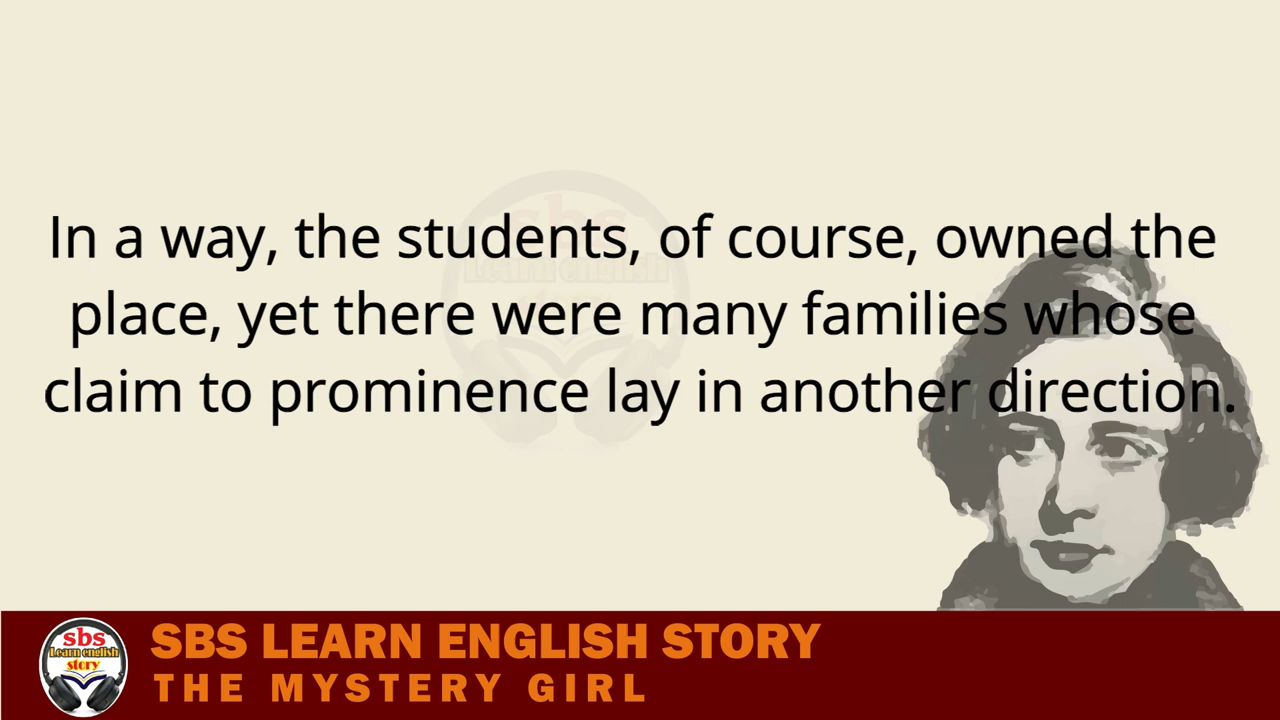 In a way, the students, of course, owned the
place, yet there were many families whose
claim to prominence lay in another direction.
sbs
Learn english
story
SBS LEARN ENGLISH STORY
THE MYSTERY GIRL